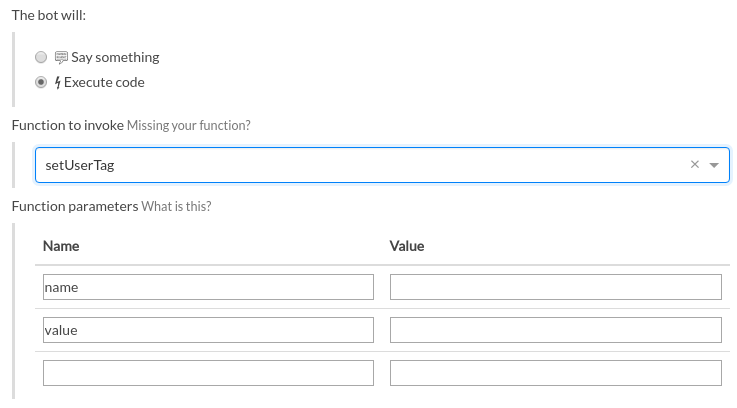 The bot will:
Say something
Execute code
Function to invoke Missing your function?
setUserTag
Function parameters What is this?
Name Value
name
value